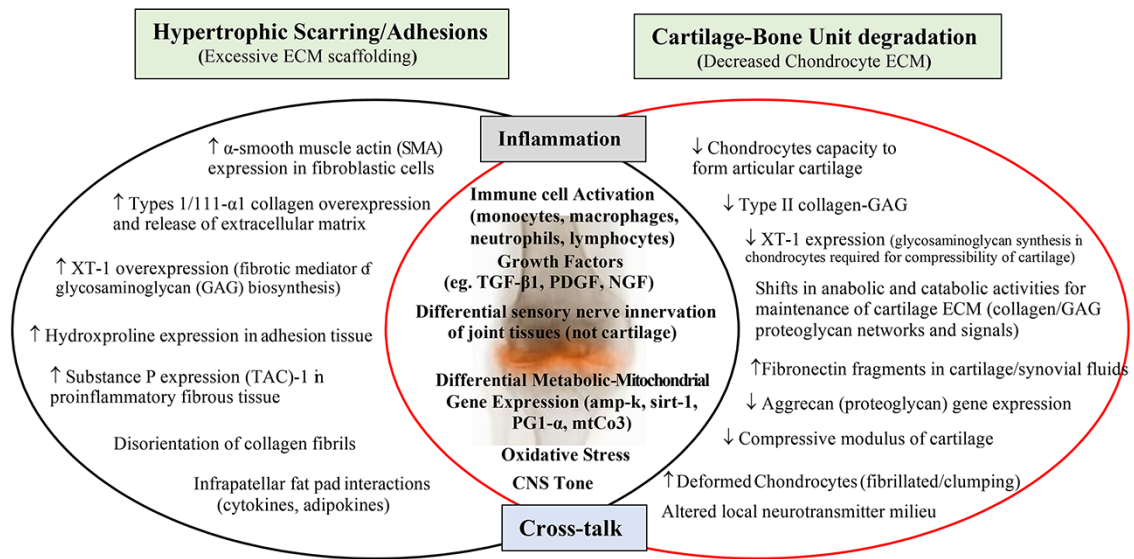 Hypertrophic Scarring/Adhesions
(Excessive ECM scaffolding)
Cartilage-Bone Unit degradation
(Decreased Chondrocyte ECM)
Inflammation
↑ α-smooth muscle actin (SMA)
expression in fibroblastic cells
↑ Types 1/111-α1 collagen overexpression
and release of extracellular matrix
↑ XT-1 overexpression (fibrotic mediator of
glycosaminoglycan (GAG) biosynthesis)
↑ Hydroxproline expression in adhesion tissue
↑ Substance P expression (TAC)-1 in
proinflammatory fibrous tissue
Disorientation of collagen fibrils
Infrapatellar fat pad interactions
(cytokines, adipokines)
Immune cell Activation
(monocytes, macrophages,
neutrophils, lymphocytes)
Growth Factors
(eg. TGF-β1, PDGF, NGF)
Differential sensory nerve innervation
of joint tissues (not cartilage)
Differential Metabolic-Mitochondrial
Gene Expression (amp-k, sirt-1,
PG1-α, mtCo3)
Oxidative Stress
CNS Tone
Cross-talk
↓ Chondrocytes capacity to
form articular cartilage
↓ Type II collagen-GAG
↓ XT-1 expression (glycosaminoglycan synthesis in
chondrocytes required for compressibility of cartilage)
Shifts in anabolic and catabolic activities for
maintenance of cartilage ECM (collagen/GAG
proteoglycan networks and signals)
↑Fibronectin fragments in cartilage/synovial fluids
↓ Aggrecan (proteoglycan) gene expression
↓ Compressive modulus of cartilage
↑Deformed Chondrocytes (fibrillated/clumping)
Altered local neurotransmitter milieu